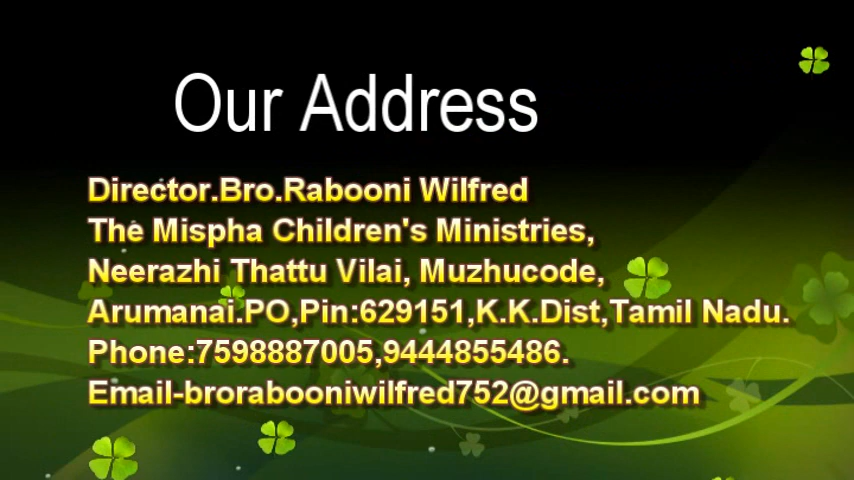 Our Address
Director.Bro.Rabooni Wilfred
The Mispha Children's Ministries,
Neerazhi Thattu Vilai, Muzhucode,
Arumanai.PO,Pin:629151,K.K.Dist,Tamil Nadu.
Phone:7598887005,9444855486.
Email-brorabooniwilfred752@gmail.com